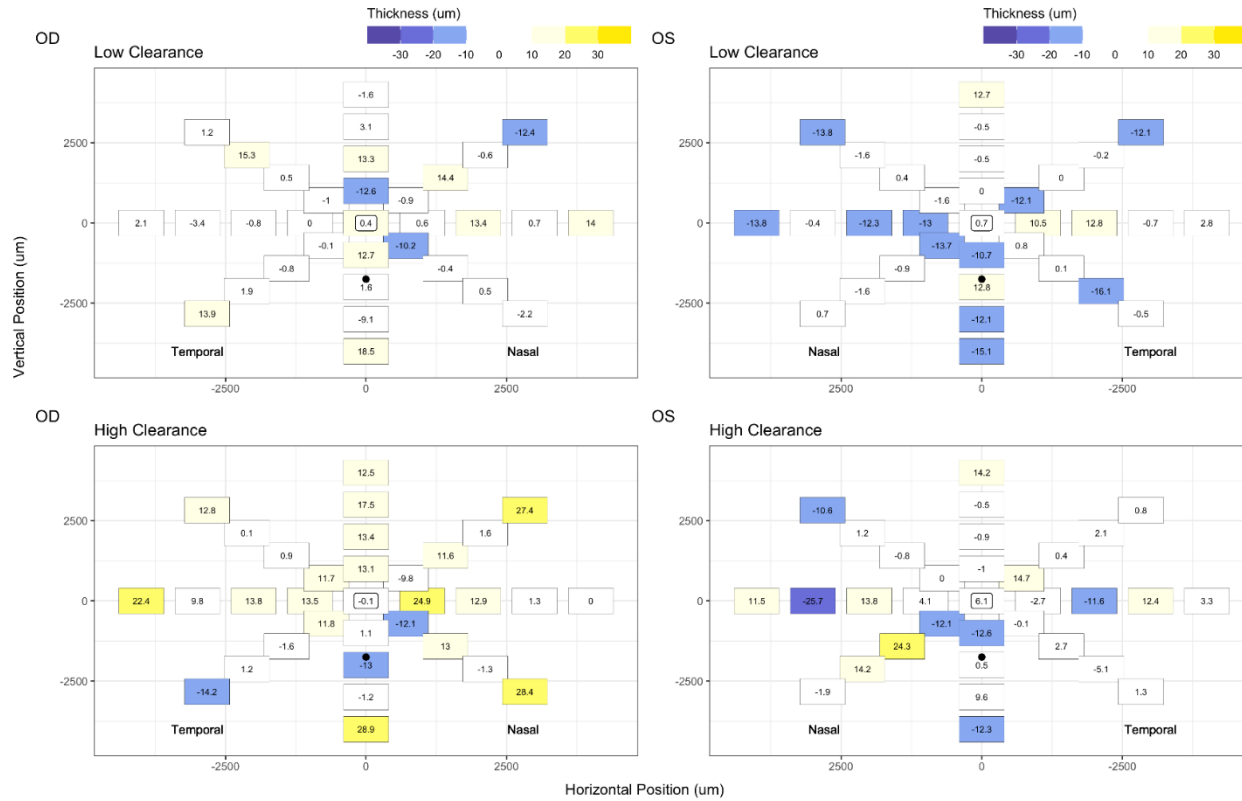 Thickness (um)
-30 -20 -10 0 10 20 30
Thickness (um)
-30 -20 -10 0 10 20 30
OD
Low Clearance
-1.6
1.2 3.1 -12.4
15.3 13.3 -0.6
0.5 14.4
-1 -12.6 -0.9
2.1 -3.4 -0.8 0 0.4 0.6 13.4 0.7 14
-0.1 -10.2
12.7
-0.8 -0.4
1.9 1.6 0.5
13.9 -9.1 -2.2
18.5
Temporal Nasal
2500
0
-2500
-2500 0 2500
OS
Low Clearance
12.7
-13.8 -0.5 -12.1
-1.6 -0.5 -0.2
0.4 0
-1.6 0 -12.1
-13.8 -0.4 -12.3 -13 0.7 10.5 12.8 -0.7 2.8
-13.7 0.8
-10.7
-0.9 0.1
-1.6 12.8 -16.1
0.7 -12.1 -0.5
-15.1
Nasal Temporal
2500
0
-2500
2500 0 -2500
Vertical Position (um)
OD
High Clearance
12.5
12.8 17.5 27.4
0.1 13.4 1.6
0.9 11.6
11.7 13.1 -9.8
22.4 9.8 13.8 13.5 -0.1 24.9 12.9 1.3 0
11.8 -12.1
1.1
-1.6 13
1.2 -13 -1.3
-14.2 -1.2 28.4
28.9
Temporal Nasal
2500
0
-2500
-2500 0 2500
OS
High Clearance
14.2
-10.6 -0.5 0.8
1.2 -0.9 2.1
-0.8 0.4
0 -1 14.7
11.5 -25.7 13.8 4.1 6.1 -2.7 -11.6 12.4 3.3
-12.1 -0.1
-12.6
24.3 2.7
14.2 0.5 -5.1
-1.9 9.6 1.3
-12.3
Nasal Temporal
2500
0
-2500
2500 0 -2500
Horizontal Position (um)